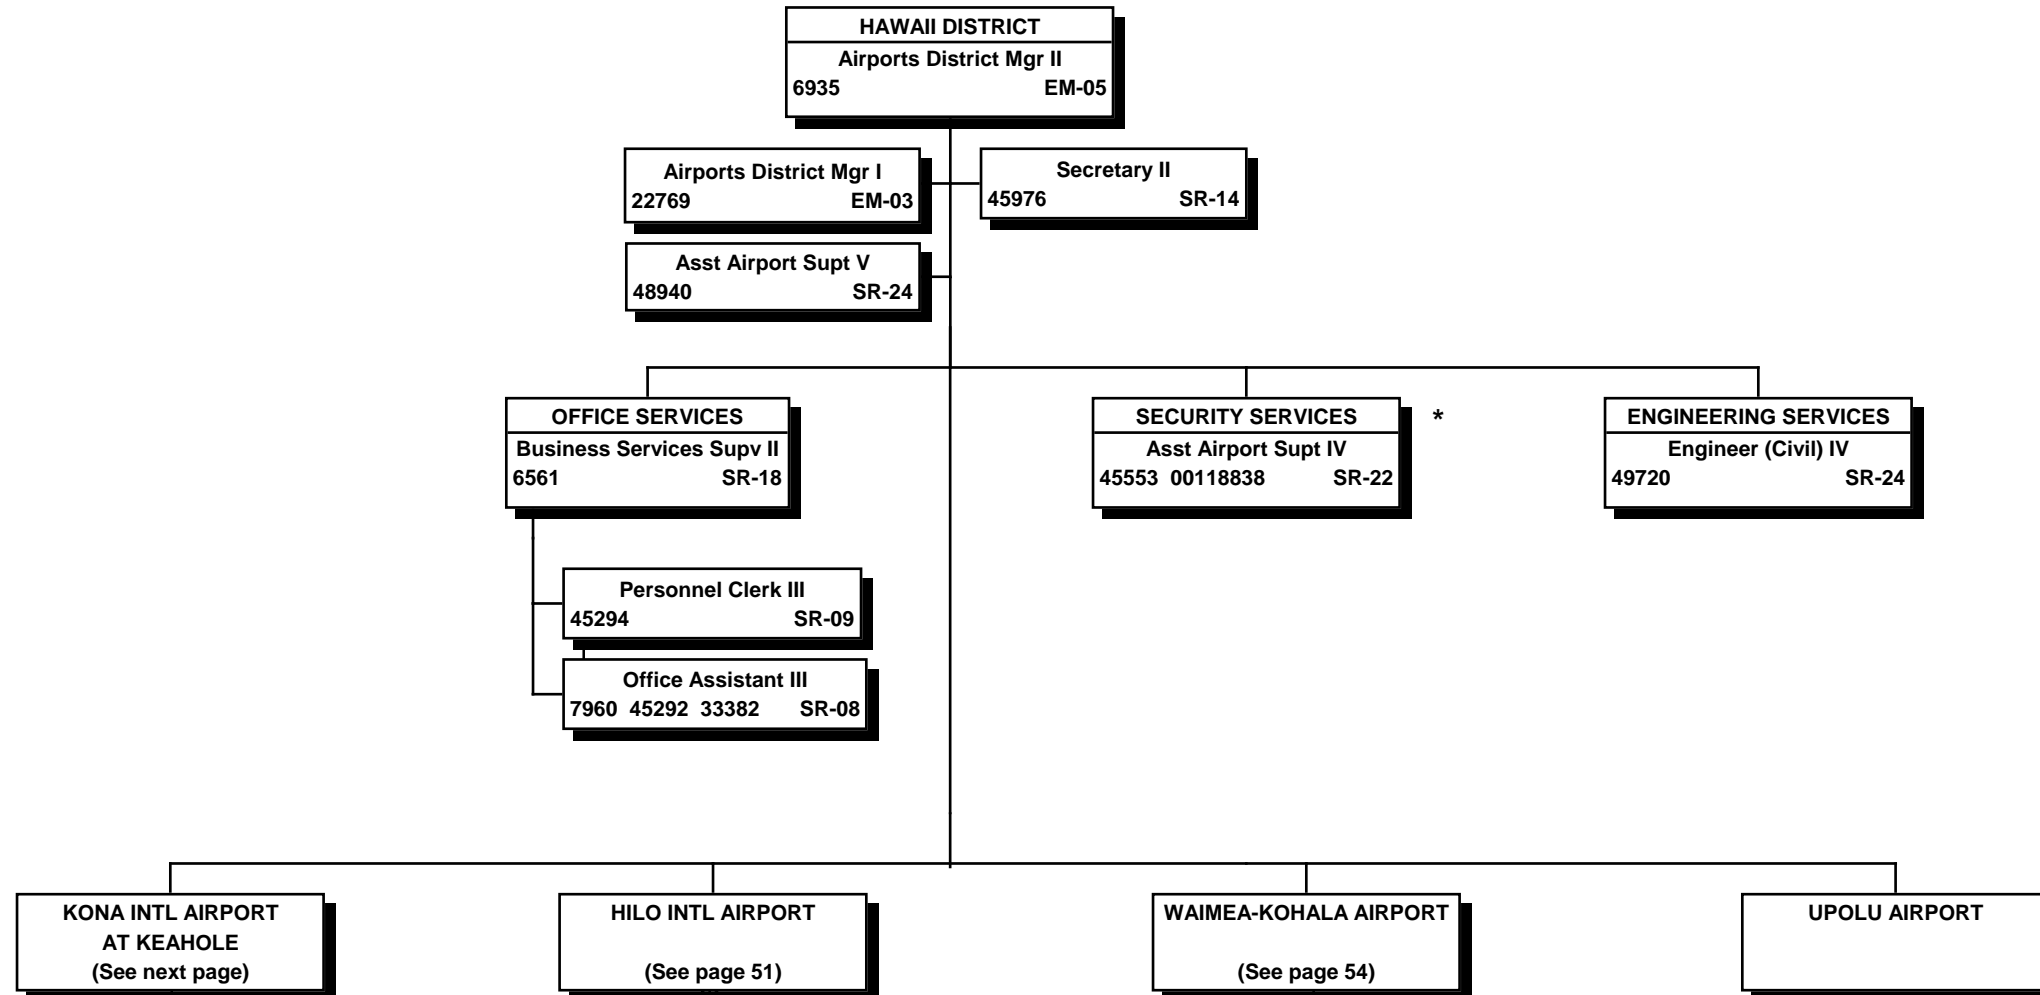 HAWAII DISTRICT
Airports District Mgr II
6935 EM-05
Airports District Mgr I
22769 EM-03
Secretary II
45976 SR-14
Asst Airport Supt V
48940 SR-24
OFFICE SERVICES
Business Services Supv II
6561 SR-18
SECURITY SERVICES *
Asst Airport Supt IV
45553 00118838 SR-22
ENGINEERING SERVICES
Engineer (Civil) IV
49720 SR-24
Personnel Clerk III
45294 SR-09
Office Assistant III
7960 45292 33382 SR-08
KONA INTL AIRPORT
AT KEAHOLE
(See next page)
HILO INTL AIRPORT
(See page 51)
WAIMEA-KOHALA AIRPORT
(See page 54)
UPOLU AIRPORT